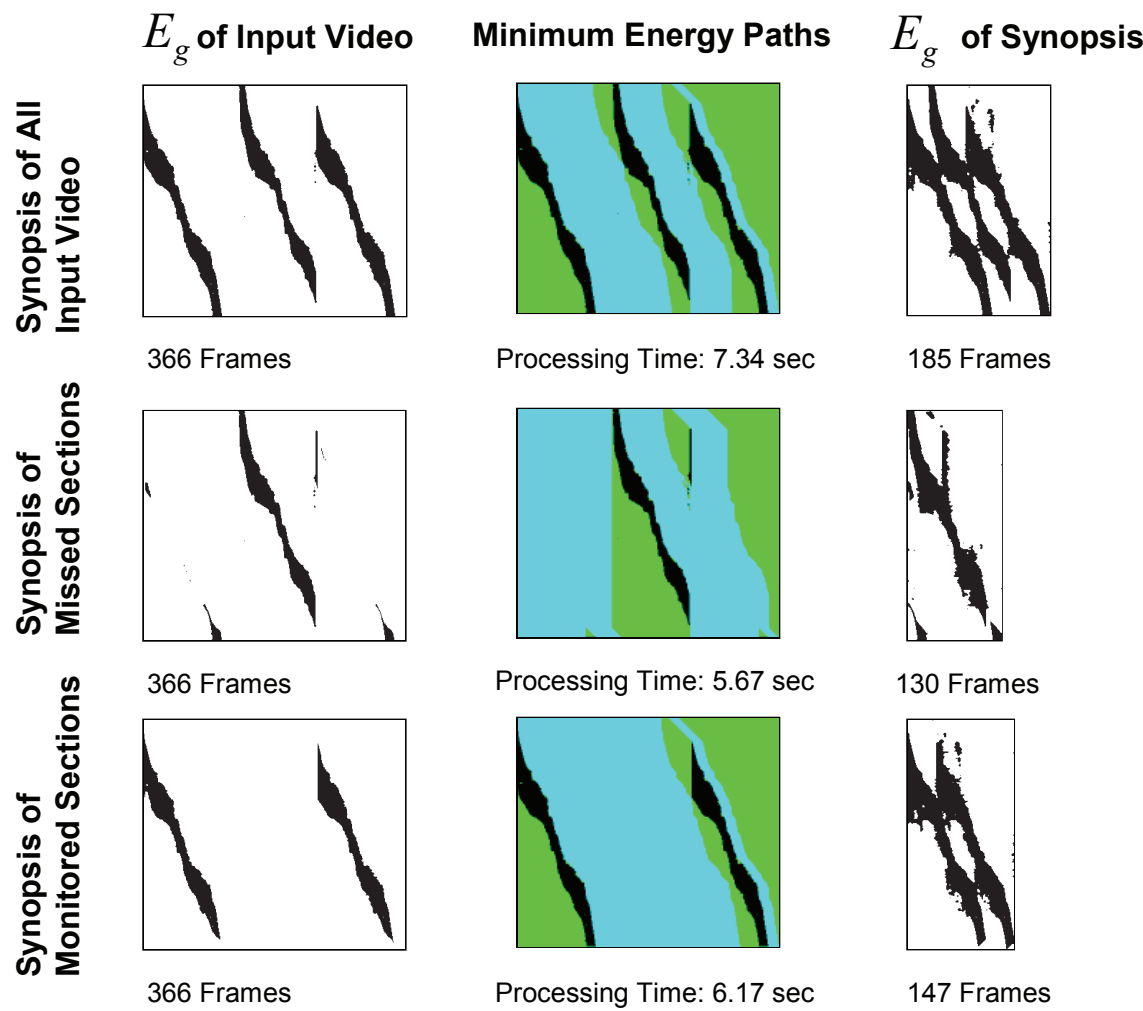 E_g of Input Video
Minimum Energy Paths
E_g of Synopsis
Synopsis of All
Input Video
366 Frames
Processing Time: 7.34 sec
185 Frames
Synopsis of
Missed Sections
366 Frames
Processing Time: 5.67 sec
130 Frames
Synopsis of
Monitored Sections
366 Frames
Processing Time: 6.17 sec
147 Frames